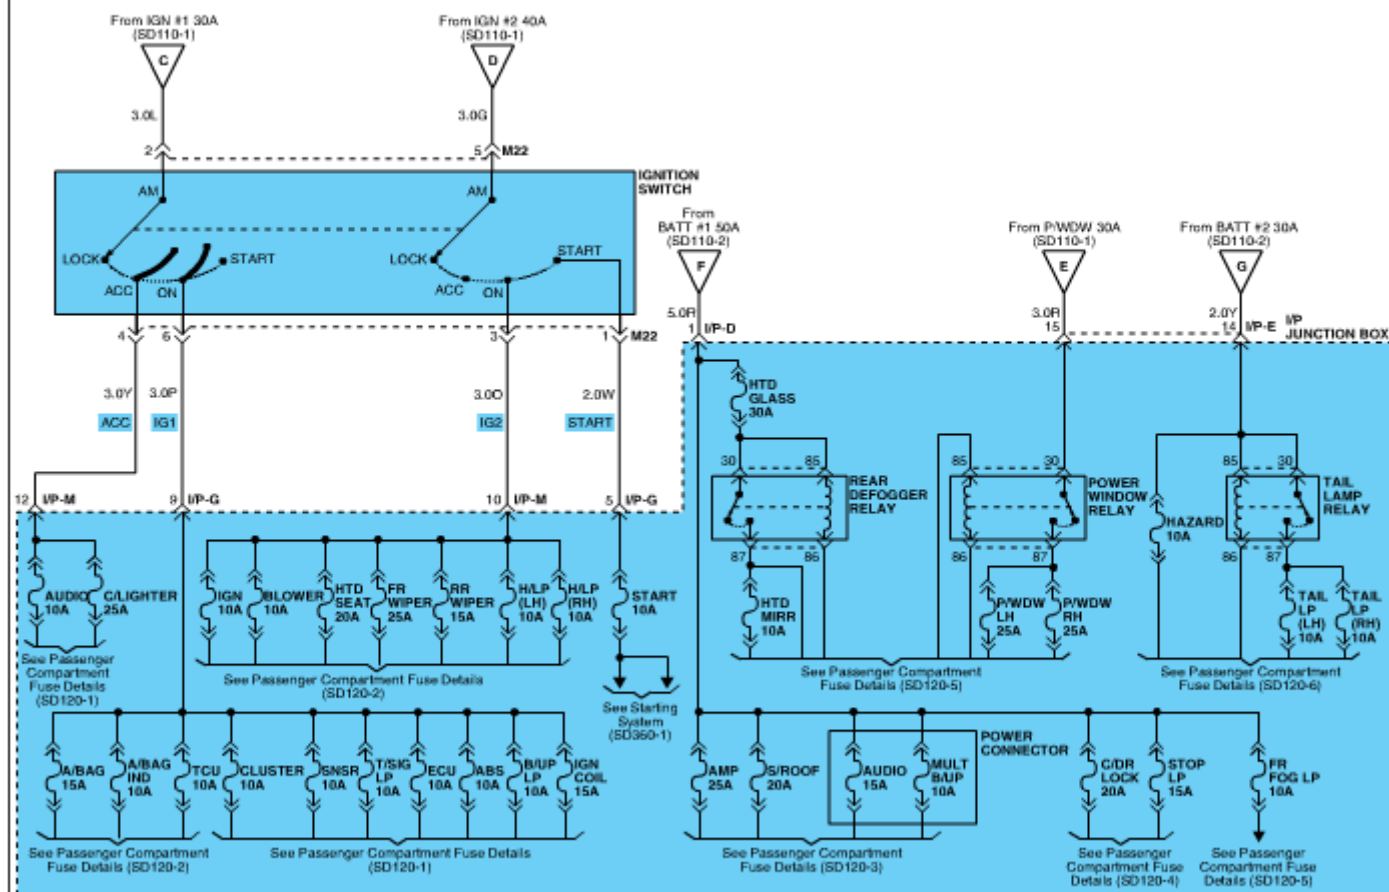 From IGN #1 30A
(SD110-1)
C
3.0L
2
From IGN #2 40A
(SD110-1)
D
3.0G
5 M22
IGNITION
SWITCH
AM
LOCK
ACC
ON
START
AM
LOCK
ACC
ON
START
4
6
3
1 M22
3.0Y
3.0P
3.0O
2.0W
ACC
IG1
IG2
START
12 I/P-M
9 I/P-G
10 I/P-M
5 I/P-G
From
BATT #1 50A
(SD110-2)
F
5.0R
1 I/P-D
From P/WDW 30A
(SD110-1)
E
3.0R
15
From BATT #2 30A
(SD110-2)
G
2.0Y
14 I/P-E
I/P
JUNCTION BOX
HTD
GLASS
30A
30
85
REAR
DEFOGGER
RELAY
87
86
HTD
MIRR
10A
85
30
POWER
WINDOW
RELAY
86
87
P/WDW
LH
25A
P/WDW
RH
25A
HAZARD
10A
85
30
TAIL
LAMP
RELAY
86
87
TAIL
LP
(LH)
10A
TAIL
LP
(RH)
10A
See Passenger Compartment
Fuse Details (SD120-5)
See Passenger Compartment
Fuse Details (SD120-6)
AUDIO
10A
C/LIGHTER
25A
See Passenger
Compartment
Fuse Details
(SD120-1)
IGN
10A
BLOWER
10A
HTD
SEAT
20A
FR
WIPER
25A
RR
WIPER
15A
H/LP
(LH)
10A
H/LP
(RH)
10A
See Passenger Compartment Fuse Details
(SD120-2)
START
10A
See Starting
System
(SD360-1)
A/BAG
15A
A/BAG
IND
10A
TCU
10A
CLUSTER
10A
SNSR
10A
T/SIG
LP
10A
ECU
10A
ABS
10A
B/UP
LP
10A
IGN
COIL
15A
See Passenger Compartment
Fuse Details (SD120-2)
See Passenger Compartment Fuse Details
(SD120-1)
AMP
25A
S/ROOF
20A
POWER
CONNECTOR
AUDIO
15A
MULT
B/UP
10A
C/DR
LOCK
20A
STOP
LP
15A
FR
FOG LP
10A
See Passenger Compartment
Fuse Details (SD120-3)
See Passenger
Compartment Fuse
Details (SD120-4)
See Passenger
Compartment Fuse
Details (SD120-5)